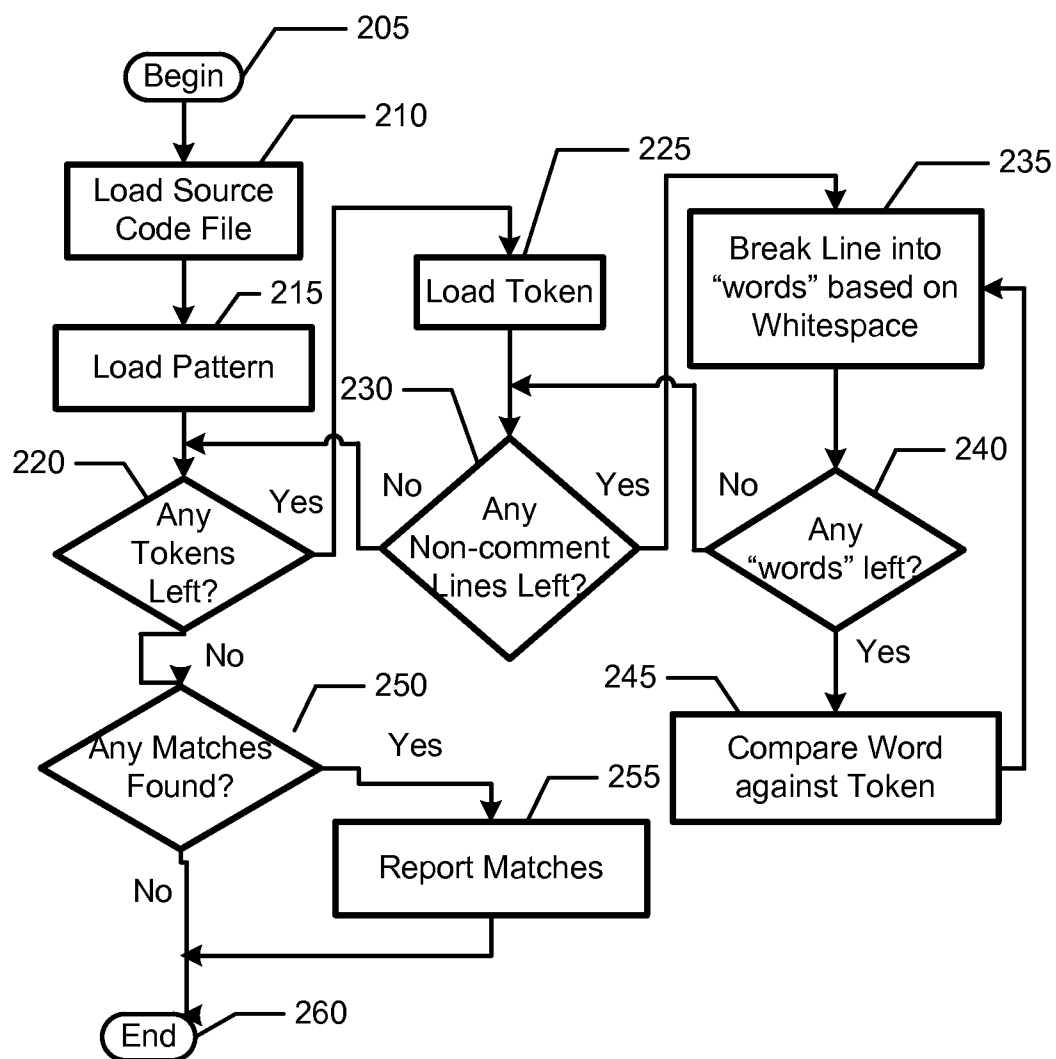 205
Begin
210
Load Source
Code File
215
Load Pattern
220
Any
Tokens
Left?
Yes
No
225
Load Token
230
Any
Non-comment
Lines Left?
No
Yes
235
Break Line into
“words” based on
Whitespace
240
Any
“words” left?
No
Yes
245
Compare Word
against Token
250
Any Matches
Found?
Yes
No
255
Report Matches
End
260